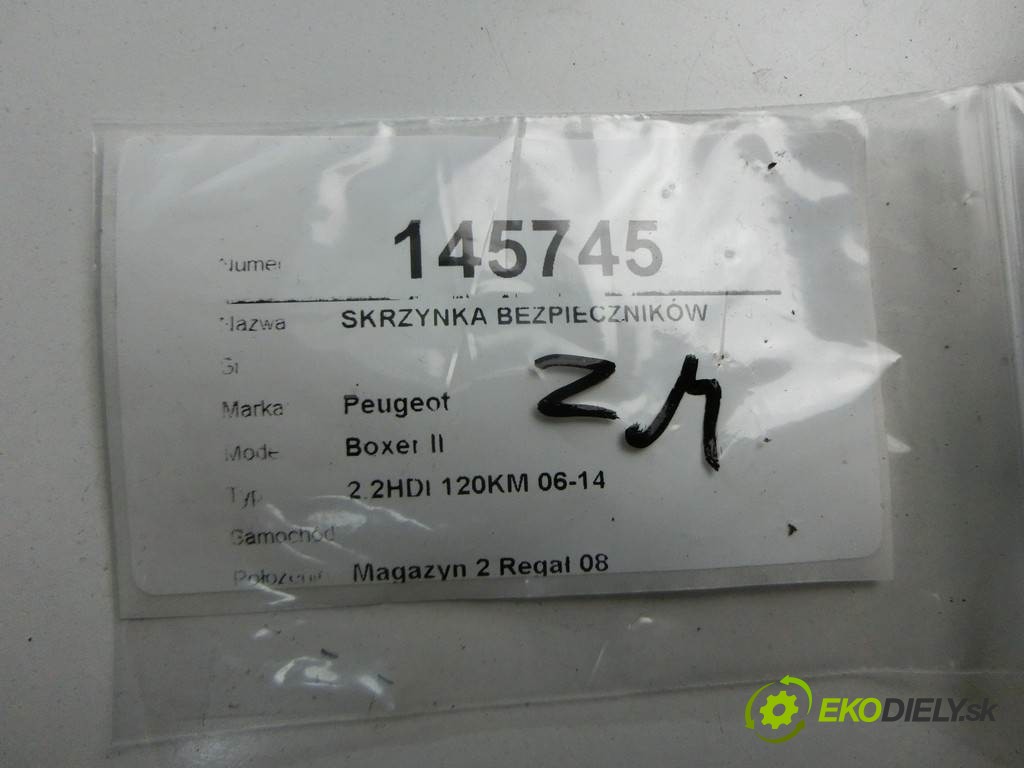 Numer 145745
Nazwa SKRZYNKA BEZPIECZNIKÓW
Marka Peugeot
Model Boxer II
Typ 2.2HDI 120KM 06-14
Samochód
Położenie Magazyn 2 Regał 08
EKODIELY.sk